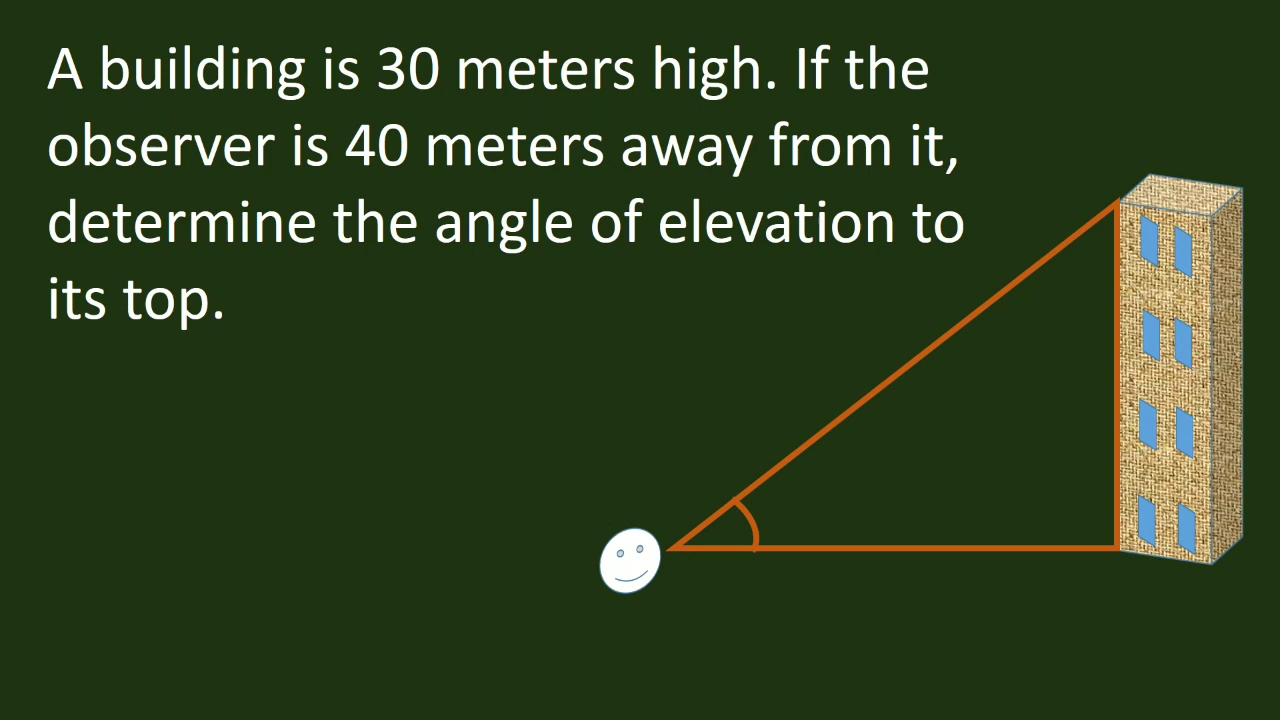 A building is 30 meters high. If the
observer is 40 meters away from it,
determine the angle of elevation to
its top.